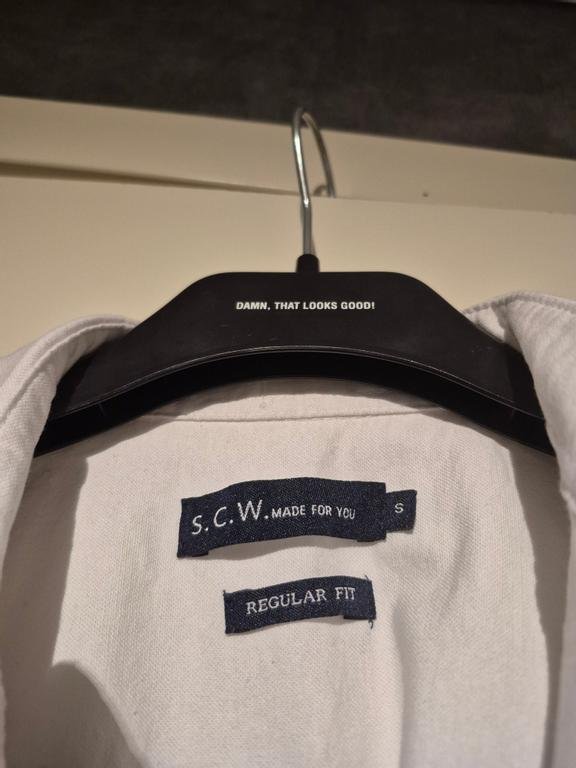 DAMN, THAT LOOKS GOOD!
S.C.W. MADE FOR YOU
S
REGULAR FIT